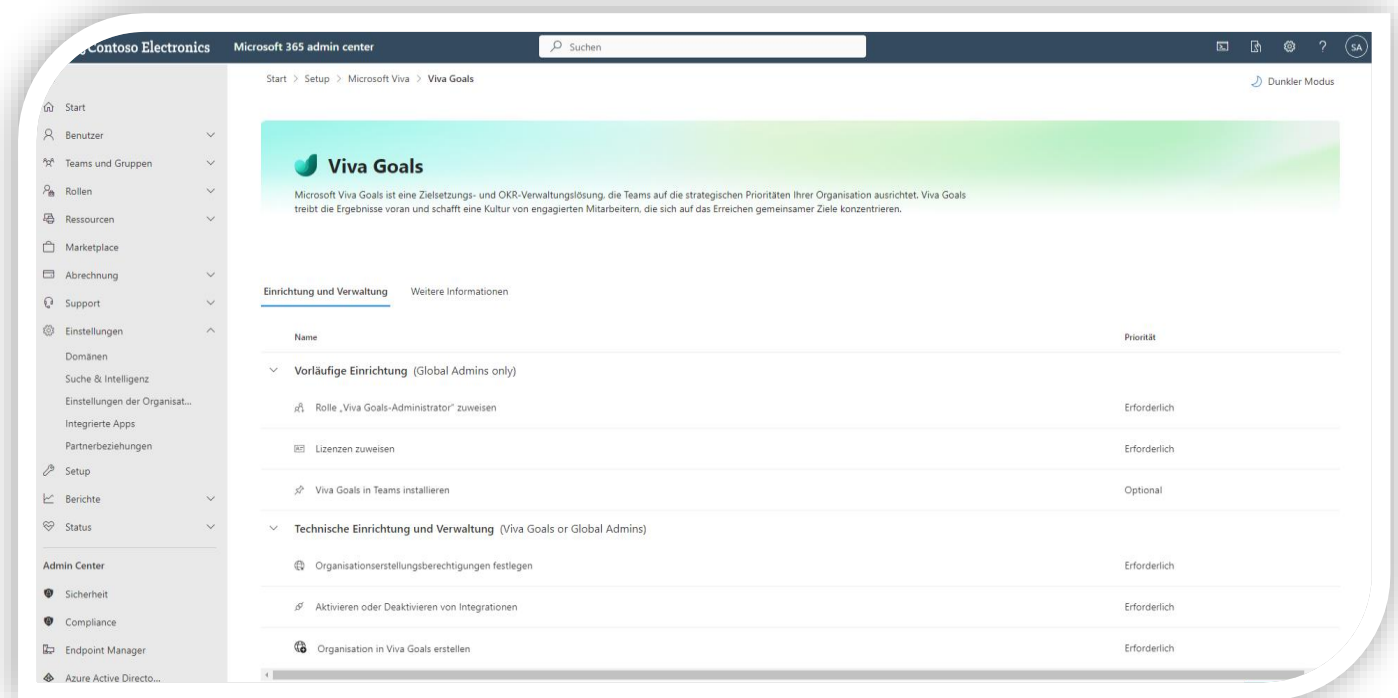 Contoso Electronics
Microsoft 365 admin center
Suchen
SA
Start > Setup > Microsoft Viva > Viva Goals
Dunkler Modus
Start
Benutzer
Teams und Gruppen
Rollen
Ressourcen
Marketplace
Abrechnung
Support
Einstellungen
Domänen
Suche & Intelligenz
Einstellungen der Organisat...
Integrierte Apps
Partnerbeziehungen
Setup
Berichte
Status
Admin Center
Sicherheit
Compliance
Endpoint Manager
Azure Active Directo...
Viva Goals
Microsoft Viva Goals ist eine Zielsetzungs- und OKR-Verwaltungslösung, die Teams auf die strategischen Prioritäten Ihrer Organisation ausrichtet. Viva Goals
treibt die Ergebnisse voran und schafft eine Kultur von engagierten Mitarbeitern, die sich auf das Erreichen gemeinsamer Ziele konzentrieren.
Einrichtung und Verwaltung
Weitere Informationen
Name
Priorität
Vorläufige Einrichtung (Global Admins only)
Rolle „Viva Goals-Administrator" zuweisen
Erforderlich
Lizenzen zuweisen
Erforderlich
Viva Goals in Teams installieren
Optional
Technische Einrichtung und Verwaltung (Viva Goals or Global Admins)
Organisationserstellungsberechtigungen festlegen
Erforderlich
Aktivieren oder Deaktivieren von Integrationen
Erforderlich
Organisation in Viva Goals erstellen
Erforderlich